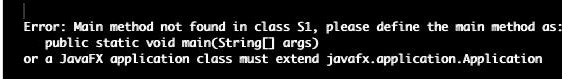 Error: Main method not found in class S1, please define the main method as:
public static void main(String[] args)
or a JavaFX application class must extend javafx.application.Application